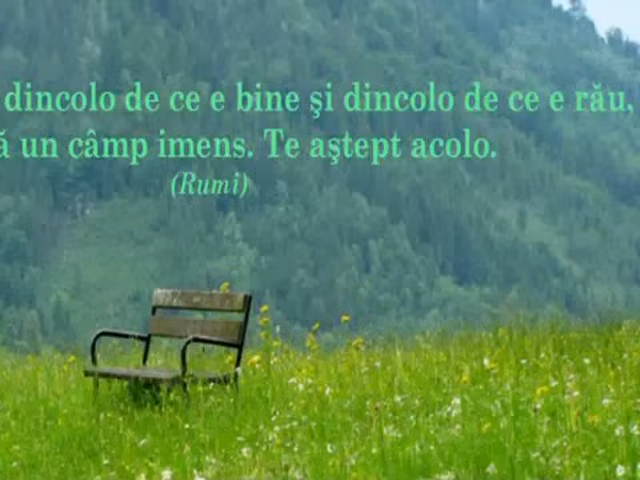 dincolo de ce e bine şi dincolo de ce e rău.
un câmp imens. Te aştept acolo.
(Rumi)